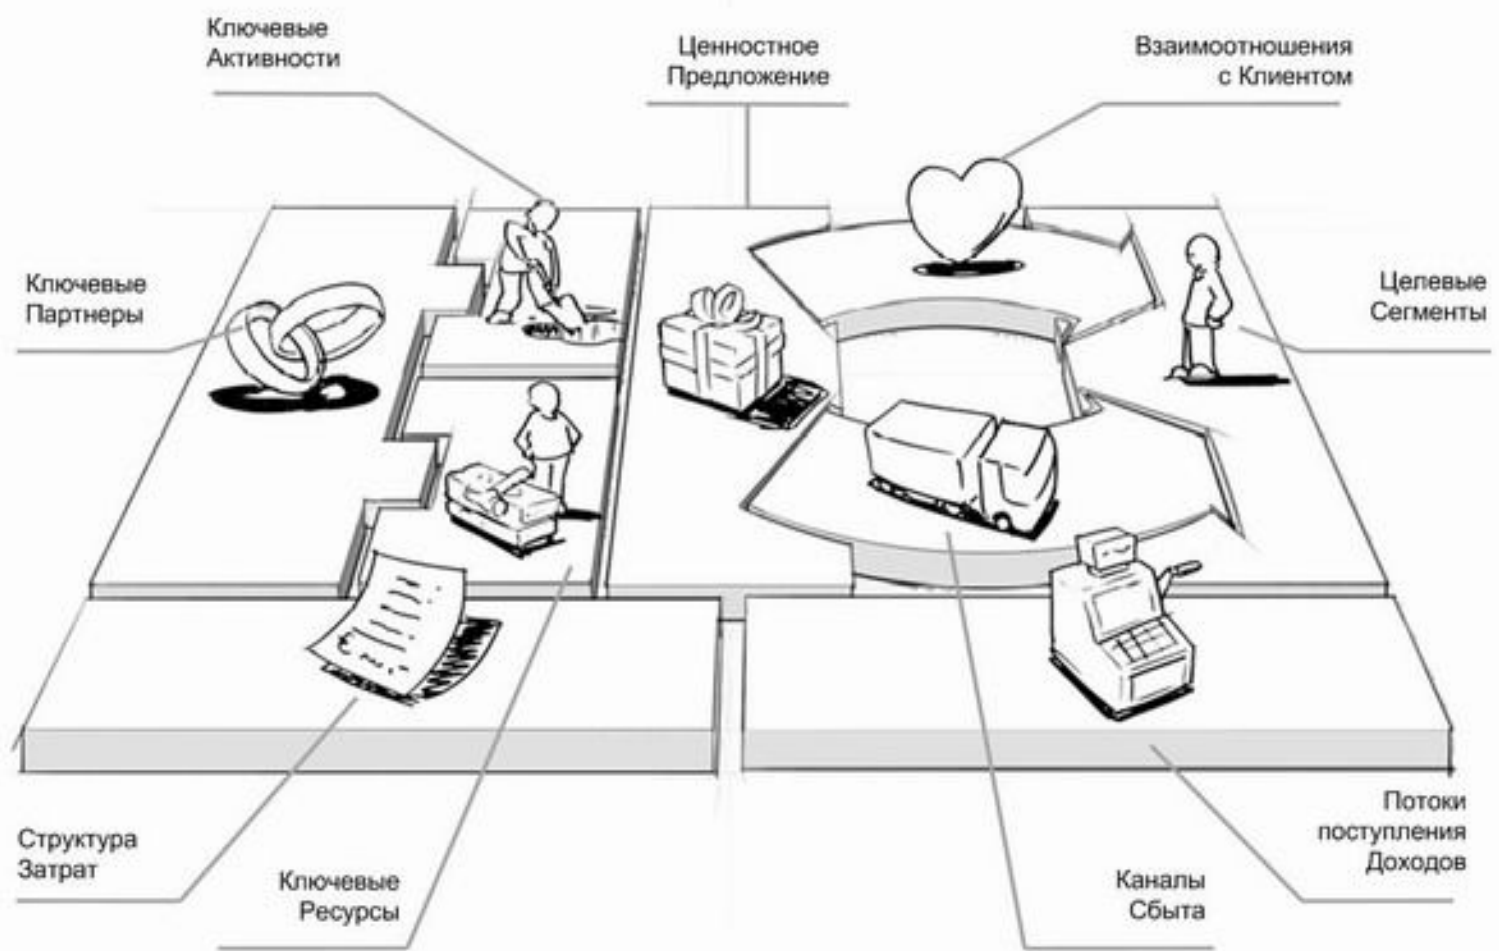 Ключевые
Активности
Ценностное
Предложение
Взаимоотношения
с Клиентом
Ключевые
Партнеры
Целевые
Сегменты
Структура
Затрат
Ключевые
Ресурсы
Каналы
Сбыта
Потоки
поступления
Доходов